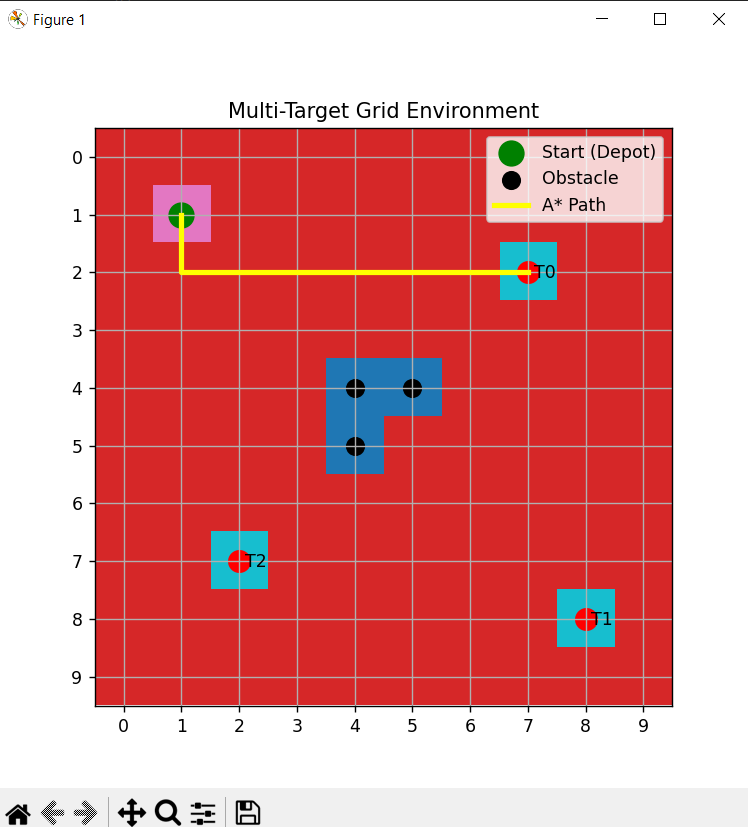 Figure 1
Multi-Target Grid Environment
Start (Depot)
Obstacle
A* Path
0
1
2
T0
3
4
5
6
7
T2
8
T1
9
0 1 2 3 4 5 6 7 8 9